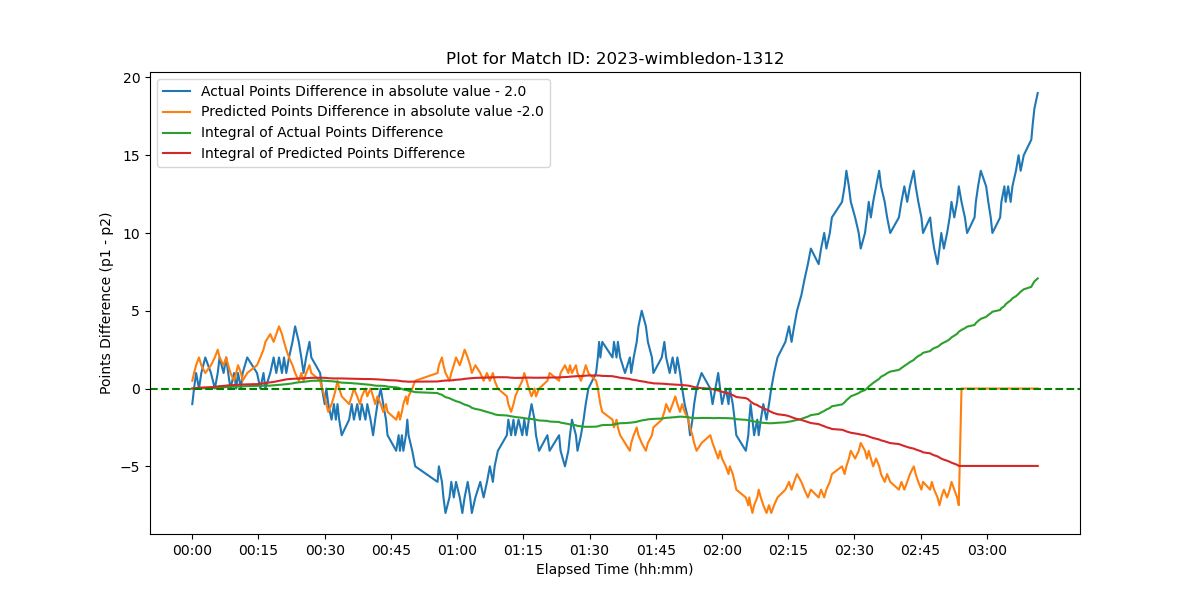 Plot for Match ID: 2023-wimbledon-1312
Actual Points Difference in absolute value - 2.0
Predicted Points Difference in absolute value -2.0
Integral of Actual Points Difference
Integral of Predicted Points Difference
Points Difference (p1 - p2)
20
15
10
5
0
−5
00:00 00:15 00:30 00:45 01:00 01:15 01:30 01:45 02:00 02:15 02:30 02:45 03:00
Elapsed Time (hh:mm)